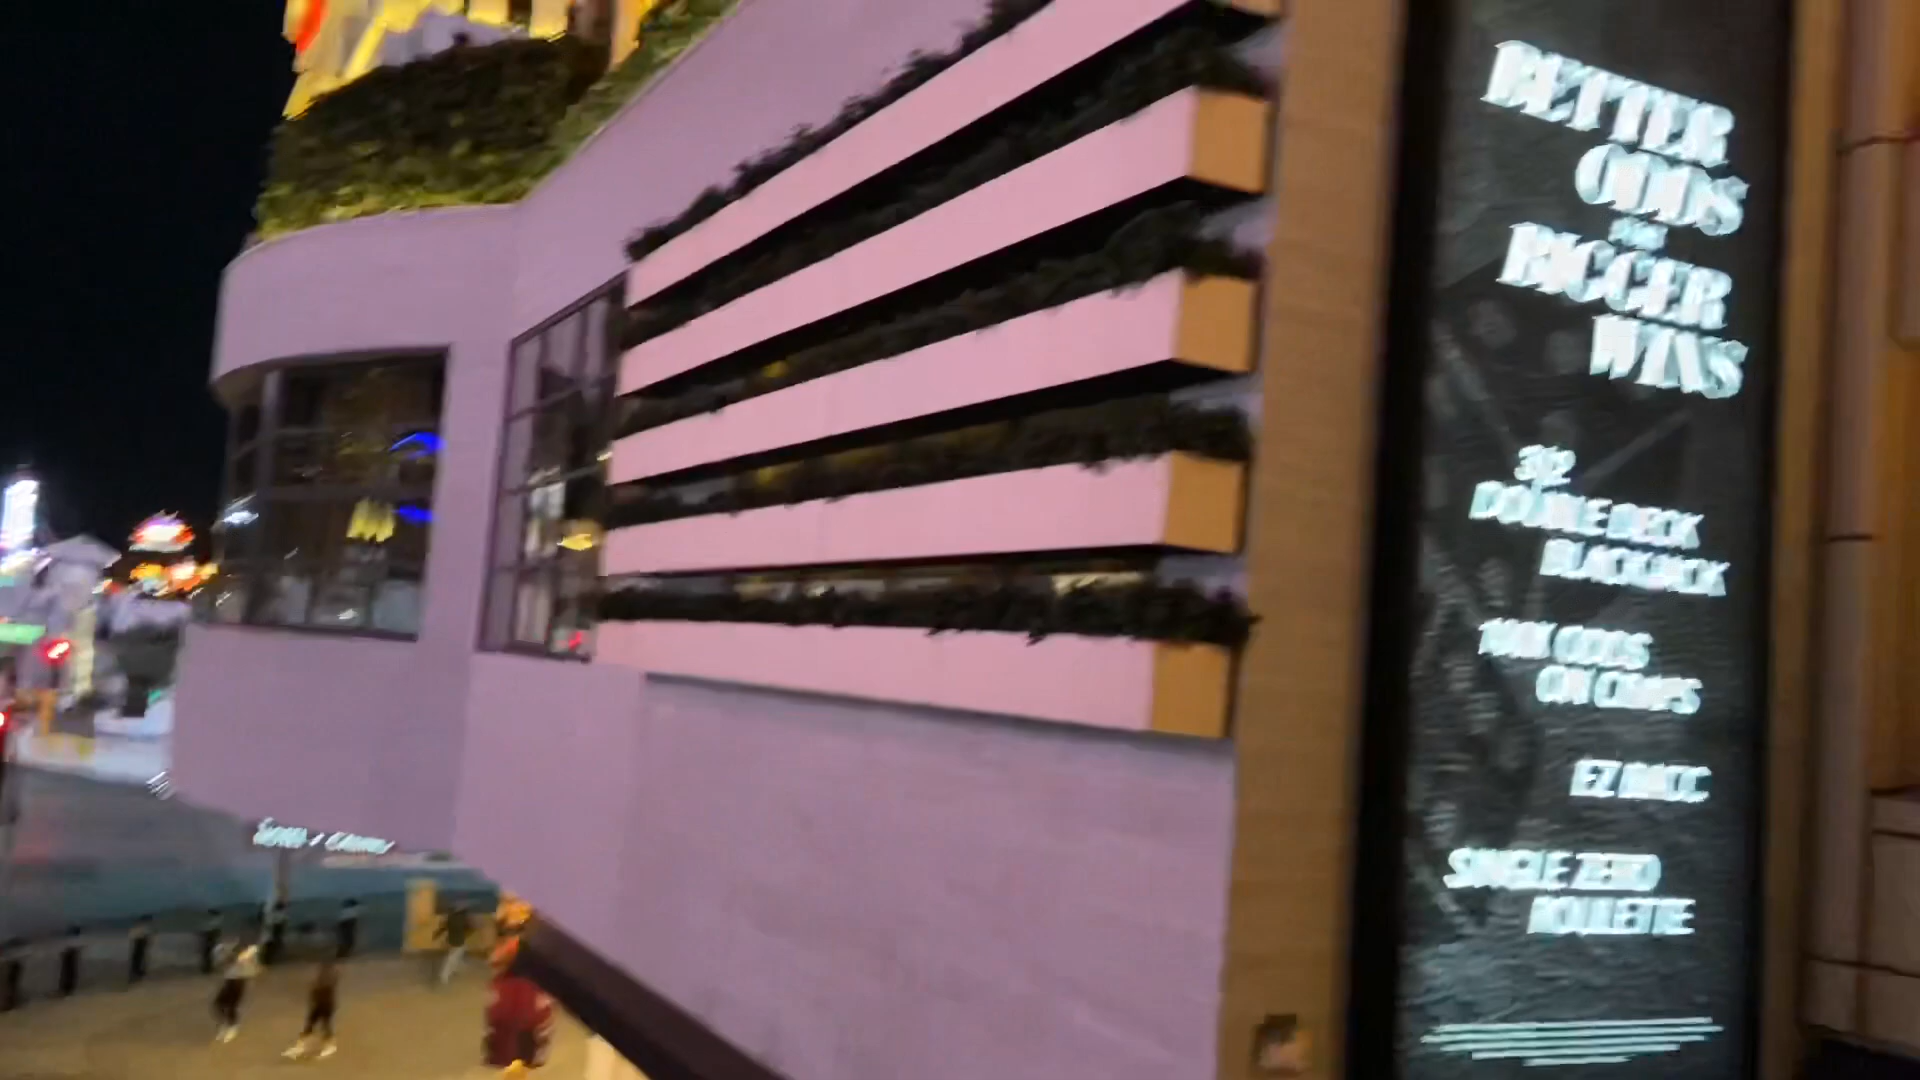 BETTER
ODDS
BIGGER
WINS
3:2
DOUBLE DECK
BLACKJACK
ODDS
ON CRAPS
EZ BACC
SINGLE ZERO
ROULETTE